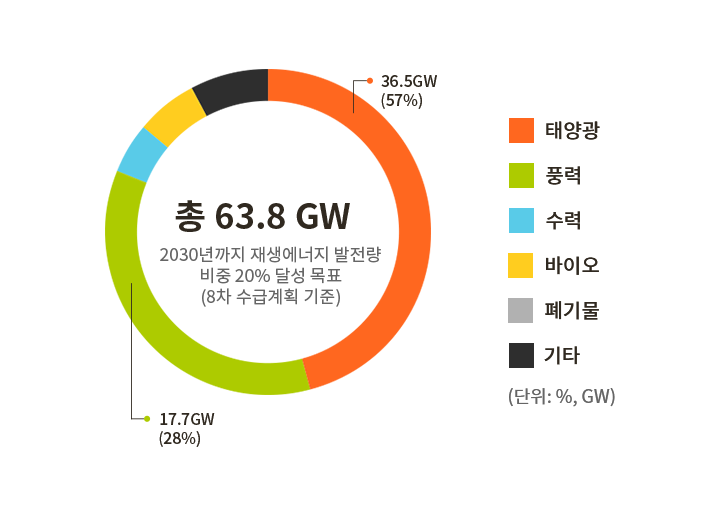 36.5GW
(57%)
총 63.8 GW
2030년까지 재생에너지 발전량
비중 20% 달성 목표
(8차 수급계획 기준)
17.7GW
(28%)
태양광
풍력
수력
바이오
폐기물
기타
(단위: %, GW)